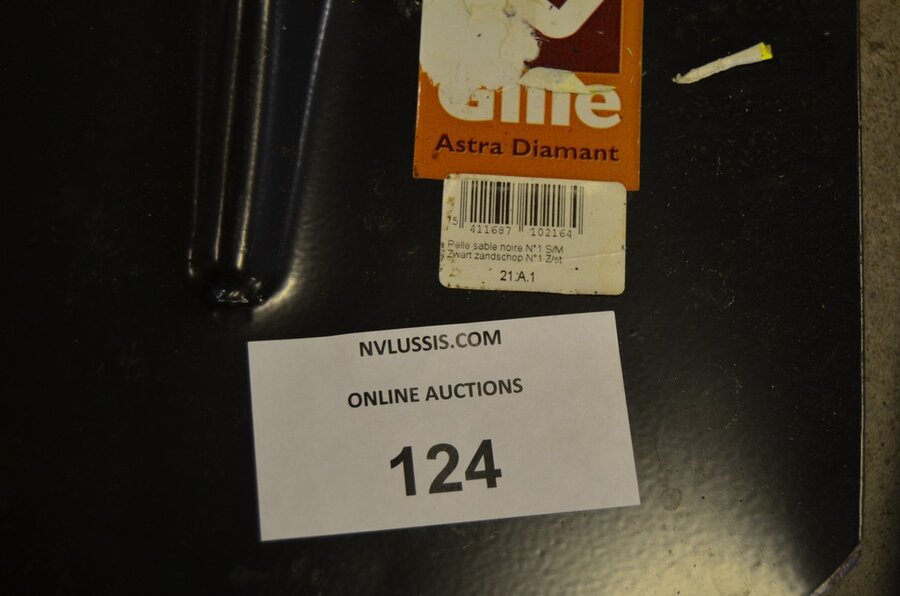 Gille
Astra Diamant
5 411687 102164
Pelle sable noire N°1 S/M
Zwart zandschop N°1 Z/st
21.A.1
NVLUSSIS.COM
ONLINE AUCTIONS
124